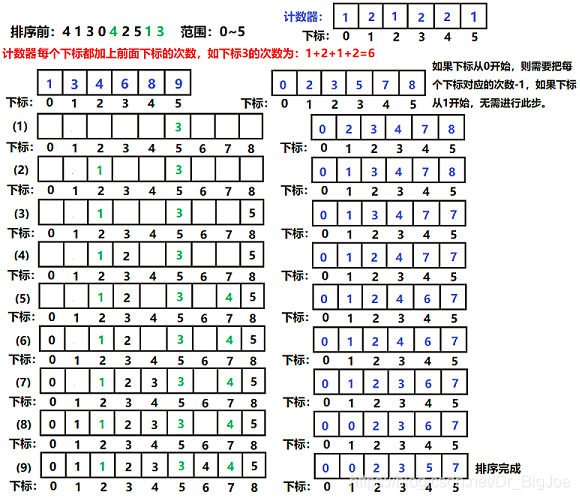 排序前: 4 1 3 0 4 2 5 1 3 范围: 0~5 计数器: 1 2 1 2 2 1
下标: 0 1 2 3 4 5
计数器每个下标都加上前面下标的次数，如下标3的次数为：1+2+1+2=6
如果下标从0开始，则需要把每
个下标对应的次数-1，如果下标
从1开始，无需进行此步。
1 3 4 6 8 9 0 2 3 5 7 8
下标: 0 1 2 3 4 5 下标: 0 1 2 3 4 5
(1) 3 0 2 3 4 7 8
下标: 0 1 2 3 4 5 6 7 8 下标: 0 1 2 3 4 5
(2) 1 3 0 1 3 4 7 8
下标: 0 1 2 3 4 5 6 7 8 下标: 0 1 2 3 4 5
(3) 1 3 5 0 1 3 4 7 7
下标: 0 1 2 3 4 5 6 7 8 下标: 0 1 2 3 4 5
(4) 1 2 3 5 0 1 2 4 7 7
下标: 0 1 2 3 4 5 6 7 8 下标: 0 1 2 3 4 5
(5) 1 2 3 4 5 0 1 2 4 6 7
下标: 0 1 2 3 4 5 6 7 8 下标: 0 1 2 3 4 5
(6) 0 1 2 3 4 5 0 1 2 4 6 7
下标: 0 1 2 3 4 5 6 7 8 下标: 0 1 2 3 4 5
(7) 0 1 2 3 3 4 5 0 1 2 3 6 7
下标: 0 1 2 3 4 5 6 7 8 下标: 0 1 2 3 4 5
(8) 0 1 1 2 3 3 4 5 0 0 2 3 6 7
下标: 0 1 2 3 4 5 6 7 8 下标: 0 1 2 3 4 5
(9) 0 1 1 2 3 3 4 4 5 0 0 2 3 5 7 排序完成
下标: 0 1 2 3 4 5 6 7 8 下标: 0 1 2 3 4 5